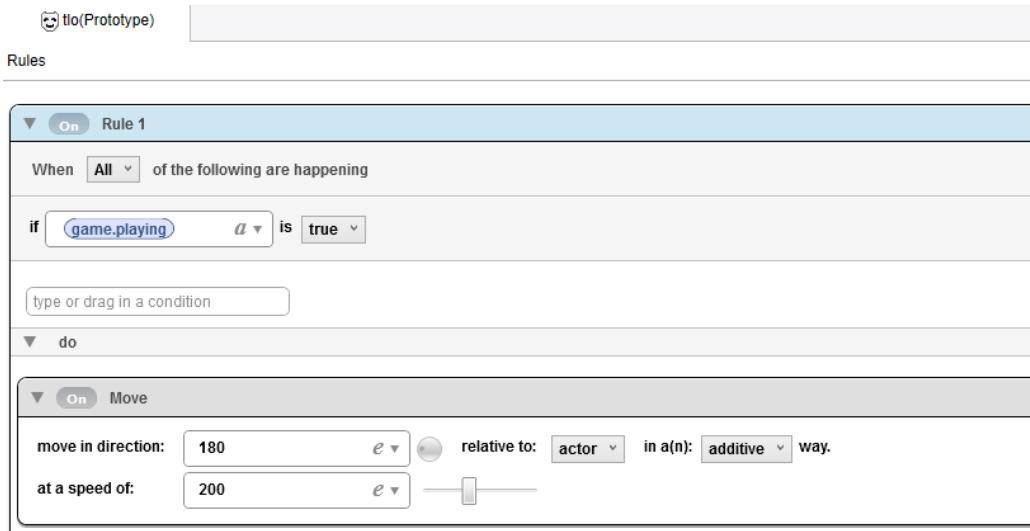 tlo(Prototype)
Rules
On Rule 1
When All of the following are happening
if game.playing a is true
type or drag in a condition
do
On Move
move in direction: 180 e relative to: actor in a(n): additive way.
at a speed of: 200 e